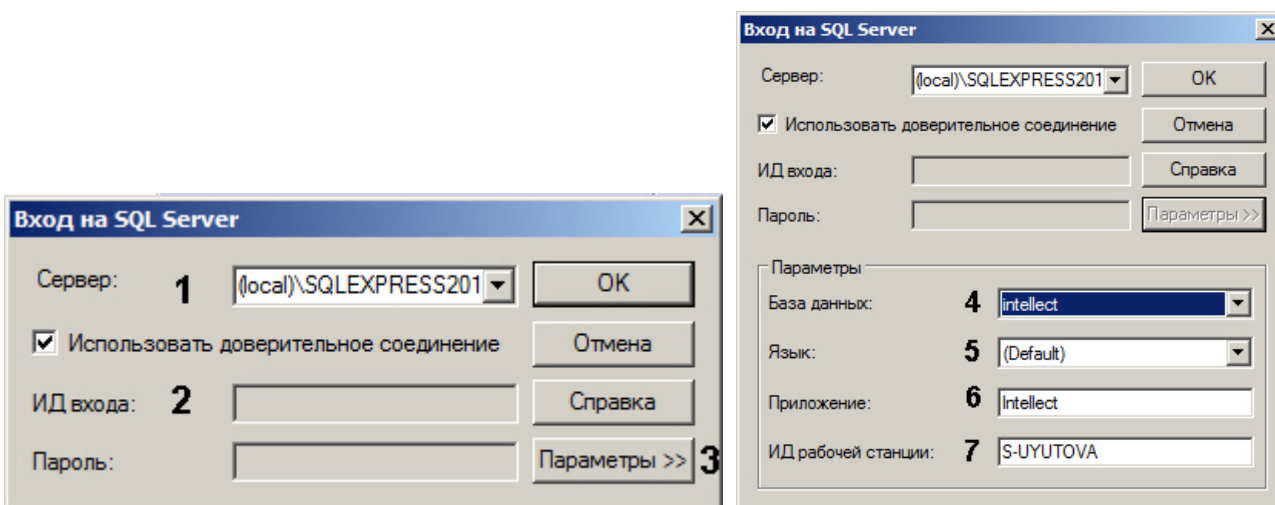 Вход на SQL Server
Сервер: 1 (local)\SQLEXPRESS201 OK
Использовать доверительное соединение Отмена
ИД входа: 2 Справка
Пароль: Параметры >> 3
Вход на SQL Server
Сервер: (local)\SQLEXPRESS201 OK
Использовать доверительное соединение Отмена
ИД входа: Справка
Пароль: Параметры >>
Параметры
База данных: 4 intellect
Язык: 5 (Default)
Приложение: 6 Intellect
ИД рабочей станции: 7 S-UYUTOVA